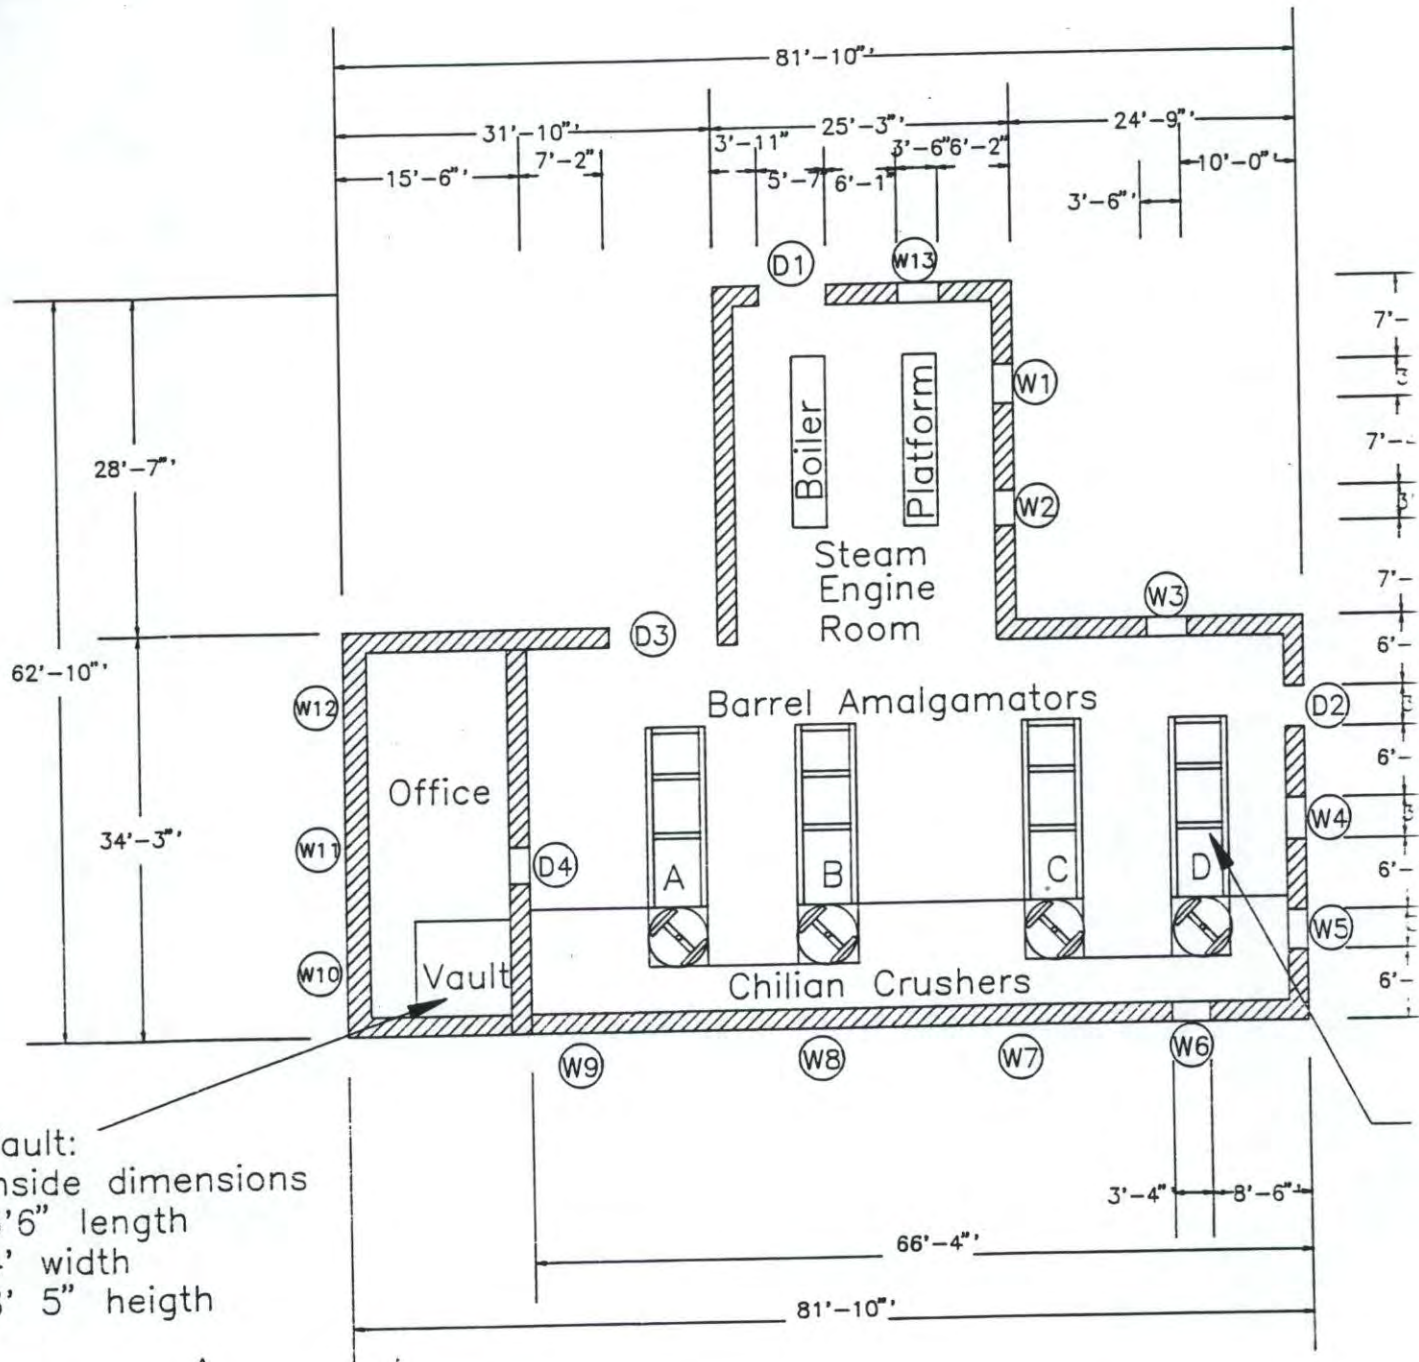 81'-10"'
31'-10"'
25'-3"'
24'-9"'
15'-6"'
7'-2"'
3'-11"
5'-7
6'-1"
3'-6"
6'-2"
3'-6"'
10'-0"'
D1
W13
7'-
Boiler
Platform
W1
7'-
28'-7"'
W2
3'
Steam
Engine
Room
7'-
W3
D3
6'-
62'-10"'
W12
Barrel Amalgamators
D2
6'-
Office
34'-3"'
W11
D4
A
B
C
D
W4
6'-
W10
Vault
Chilian Crushers
W5
6'-
W9
W8
W7
W6
ault:
nside dimensions
'6" length
' width
' 5" heigth
3'-4"'
8'-6"'
66'-4"'
81'-10"'